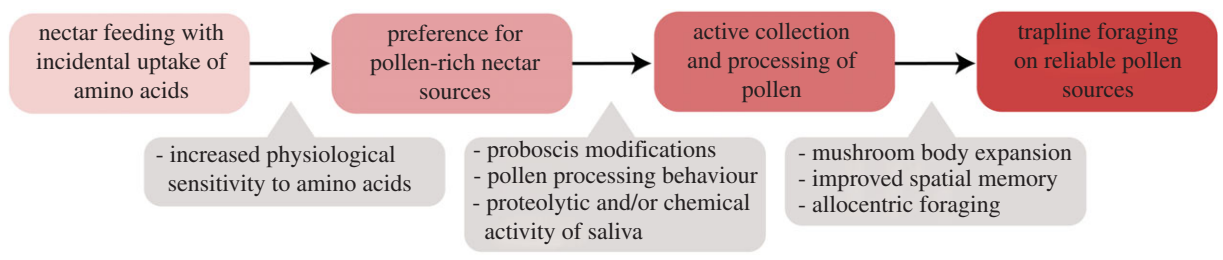 nectar feeding with
incidental uptake of
amino acids
preference for
pollen-rich nectar
sources
active collection
and processing of
pollen
trapline foraging
on reliable pollen
sources
- increased physiological
sensitivity to amino acids
- proboscis modifications
- pollen processing behaviour
- proteolytic and/or chemical
activity of saliva
- mushroom body expansion
- improved spatial memory
- allocentric foraging